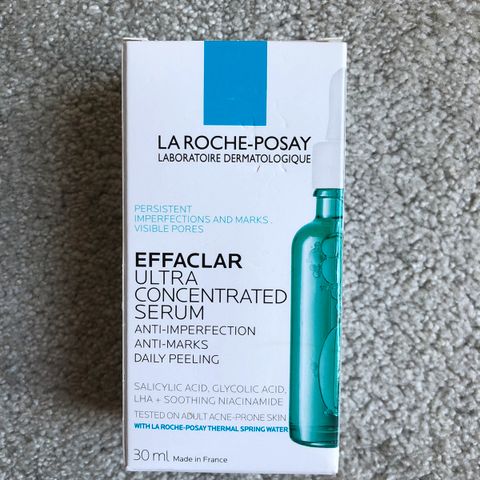 LA ROCHE-POSAY
LABORATOIRE DERMATOLOGIQUE
PERSISTENT
IMPERFECTIONS AND MARKS.
VISIBLE PORES
EFFACLAR
ULTRA
CONCENTRATED
SERUM
ANTI-IMPERFECTION
ANTI-MARKS
DAILY PEELING
SALICYLIC ACID, GLYCOLIC ACID,
LHA + SOOTHING NIACINAMIDE
TESTED ON ADULT ACNE-PRONE SKIN
WITH LA ROCHE-POSAY THERMAL SPRING WATER
30 ml Made in France